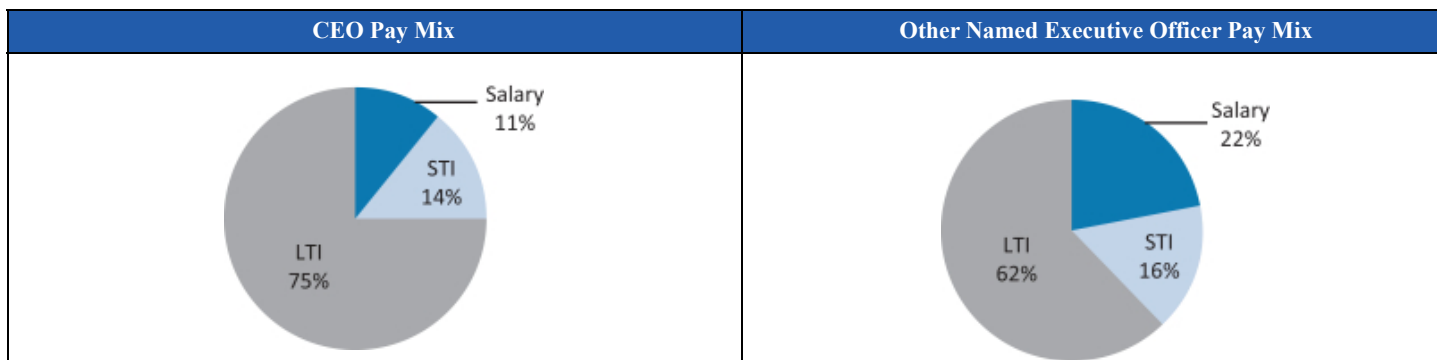 CEO Pay Mix
Other Named Executive Officer Pay Mix
Salary
11%
STI
14%
LTI
75%
Salary
22%
STI
16%
LTI
62%